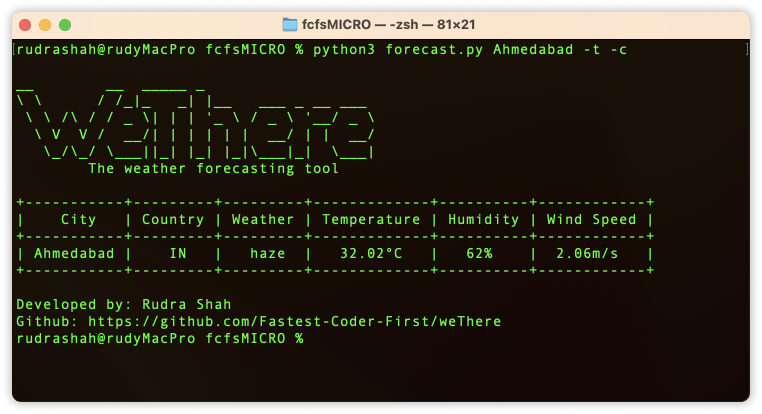 fcfsMICRO — -zsh — 81×21
rudrashah@rudyMacPro fcfsMICRO % python3 forecast.py Ahmedabad -t -c
WeThere
The weather forecasting tool
+-----------+---------+---------+-------------+----------+------------+
|    City   | Country | Weather | Temperature | Humidity | Wind Speed |
+-----------+---------+---------+-------------+----------+------------+
| Ahmedabad |    IN   |   haze  |   32.02°C   |   62%    |  2.06m/s   |
+-----------+---------+---------+-------------+----------+------------+
Developed by: Rudra Shah
Github: https://github.com/Fastest-Coder-First/weThere
rudrashah@rudyMacPro fcfsMICRO %